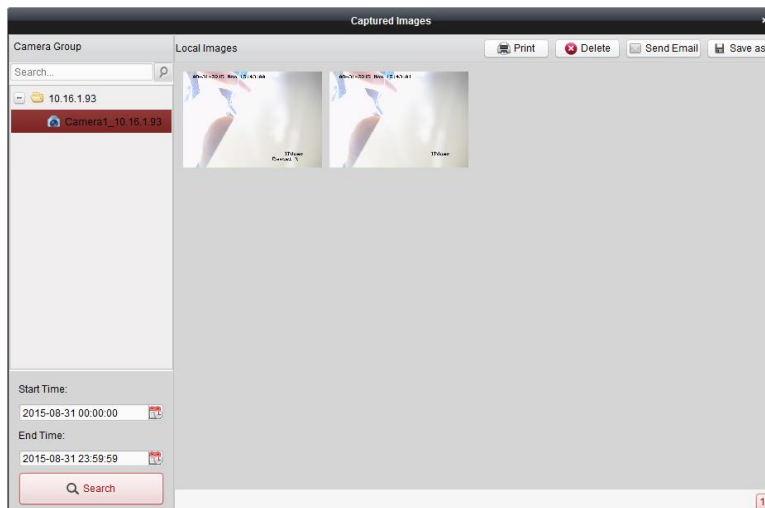 Captured Images
Camera Group
Local Images
Print
Delete
Send Email
Save as
Search...
10.16.1.93
Camera1_10.16.1.93
Start Time:
2015-08-31 00:00:00
End Time:
2015-08-31 23:59:59
Search
1